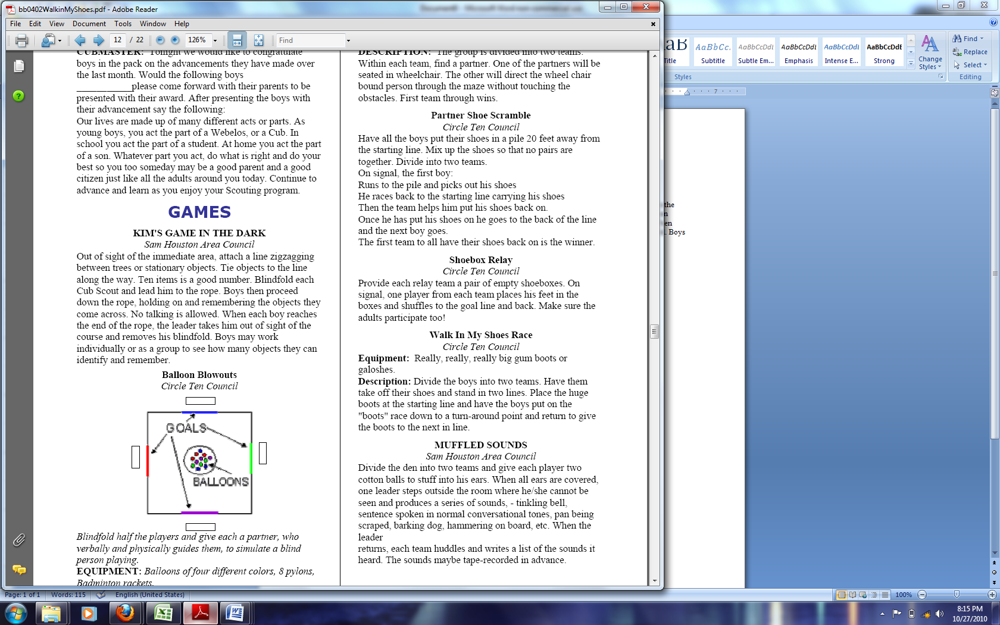 bb0402WalkinMyShoes.pdf - Adobe Reader
File Edit View Document Tools Window Help
12 / 22 126% Find
CUBMASTER: Tonight we would like to congratulate
boys in the pack on the advancements they have made over
the last month. Would the following boys
___________please come forward with their parents to be
presented with their award. After presenting the boys with
their advancement say the following:
Our lives are made up of many different acts or parts. As
young boys, you act the part of a Webelos, or a Cub. In
school you act the part of a student. At home you act the part
of a son. Whatever part you act, do what is right and do your
best so you too someday may be a good parent and a good
citizen just like all the adults around you today. Continue to
advance and learn as you enjoy your Scouting program.
GAMES
KIM'S GAME IN THE DARK
Sam Houston Area Council
Out of sight of the immediate area, attach a line zigzagging
between trees or stationary objects. Tie objects to the line
along the way. Ten items is a good number. Blindfold each
Cub Scout and lead him to the rope. Boys then proceed
down the rope, holding on and remembering the objects they
come across. No talking is allowed. When each boy reaches
the end of the rope, the leader takes him out of sight of the
course and removes his blindfold. Boys may work
individually or as a group to see how many objects they can
identify and remember.
Balloon Blowouts
Circle Ten Council
GOALS
BALLOONS
Blindfold half the players and give each a partner, who
verbally and physically guides them, to simulate a blind
person playing.
EQUIPMENT: Balloons of four different colors, 8 pylons,
Badminton rackets.
DESCRIPTION: The group is divided into two teams.
Within each team, find a partner. One of the partners will be
seated in wheelchair. The other will direct the wheel chair
bound person through the maze without touching the
obstacles. First team through wins.
Partner Shoe Scramble
Circle Ten Council
Have all the boys put their shoes in a pile 20 feet away from
the starting line. Mix up the shoes so that no pairs are
together. Divide into two teams.
On signal, the first boy:
Runs to the pile and picks out his shoes
He races back to the starting line carrying his shoes
Then the team helps him put his shoes back on.
Once he has put his shoes on he goes to the back of the line
and the next boy goes.
The first team to all have their shoes back on is the winner.
Shoebox Relay
Circle Ten Council
Provide each relay team a pair of empty shoeboxes. On
signal, one player from each team places his feet in the
boxes and shuffles to the goal line and back. Make sure the
adults participate too!
Walk In My Shoes Race
Circle Ten Council
Equipment: Really, really, really big gum boots or
galoshes.
Description: Divide the boys into two teams. Have them
take off their shoes and stand in two lines. Place the huge
boots at the starting line and have the boys put on the
"boots" race down to a turn-around point and return to give
the boots to the next in line.
MUFFLED SOUNDS
Sam Houston Area Council
Divide the den into two teams and give each player two
cotton balls to stuff into his ears. When all ears are covered,
one leader steps outside the room where he/she cannot be
seen and produces a series of sounds, - tinkling bell,
sentence spoken in normal conversational tones, pan being
scraped, barking dog, hammering on board, etc. When the
leader
returns, each team huddles and writes a list of the sounds it
heard. The sounds maybe tape-recorded in advance.
AaBbCc. AaBbCcDdI AaBbCcDdE AaBbCcDdI AaBbCcDdE
Title Subtitle Subtle Em... Emphasis Intense E... Strong
Change
Styles
Styles
Find
Replace
Select
Editing
7
the
n
en
. Boys
Page: 1 of 1 Words: 115 English (United States)
100%
8:15 PM
10/27/2010